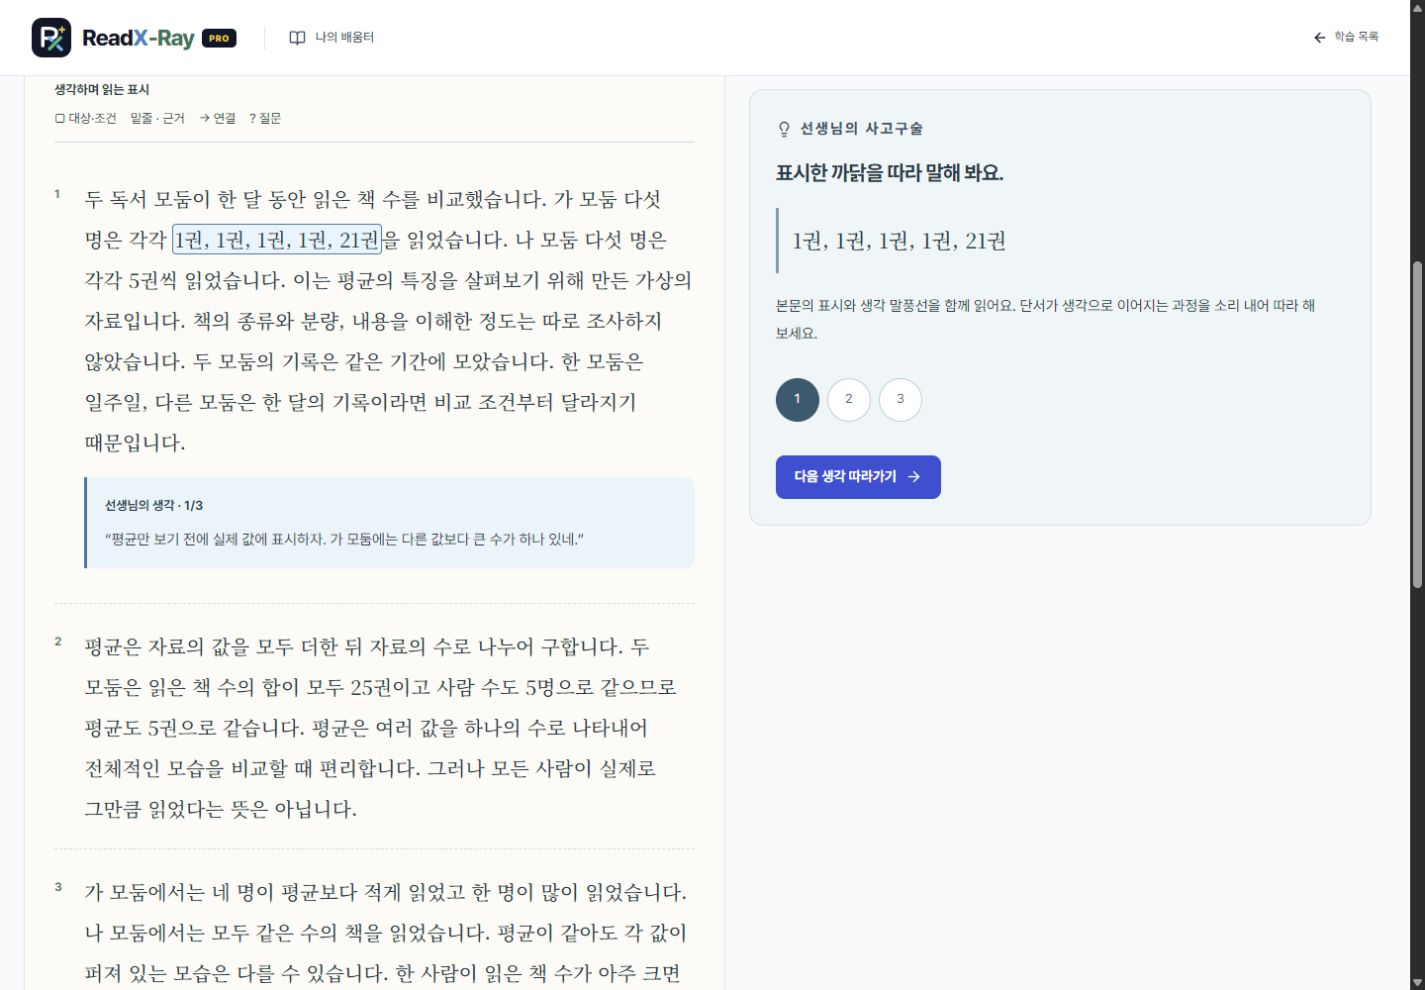 ReadX-Ray PRO
나의 배움터
학습 목록
생각하며 읽는 표시
대상·조건 밑줄 · 근거 → 연결 ? 질문
1
두 독서 모둠이 한 달 동안 읽은 책 수를 비교했습니다. 가 모둠 다섯
명은 각각 1권, 1권, 1권, 1권, 21권을 읽었습니다. 나 모둠 다섯 명은
각각 5권씩 읽었습니다. 이는 평균의 특징을 살펴보기 위해 만든 가상의
자료입니다. 책의 종류와 분량, 내용을 이해한 정도는 따로 조사하지
않았습니다. 두 모둠의 기록은 같은 기간에 모았습니다. 한 모둠은
일주일, 다른 모둠은 한 달의 기록이라면 비교 조건부터 달라지기
때문입니다.
선생님의 생각 · 1/3
“평균만 보기 전에 실제 값에 표시하자. 가 모둠에는 다른 값보다 큰 수가 하나 있네.”
2
평균은 자료의 값을 모두 더한 뒤 자료의 수로 나누어 구합니다. 두
모둠은 읽은 책 수의 합이 모두 25권이고 사람 수도 5명으로 같으므로
평균도 5권으로 같습니다. 평균은 여러 값을 하나의 수로 나타내어
전체적인 모습을 비교할 때 편리합니다. 그러나 모든 사람이 실제로
그만큼 읽었다는 뜻은 아닙니다.
3
가 모둠에서는 네 명이 평균보다 적게 읽었고 한 명이 많이 읽었습니다.
나 모둠에서는 모두 같은 수의 책을 읽었습니다. 평균이 같아도 각 값이
퍼져 있는 모습은 다를 수 있습니다. 한 사람이 읽은 책 수가 아주 크면
선생님의 사고구술
표시한 까닭을 따라 말해 봐요.
1권, 1권, 1권, 1권, 21권
본문의 표시와 생각 말풍선을 함께 읽어요. 단서가 생각으로 이어지는 과정을 소리 내어 따라 해
보세요.
1 2 3
다음 생각 따라가기 →